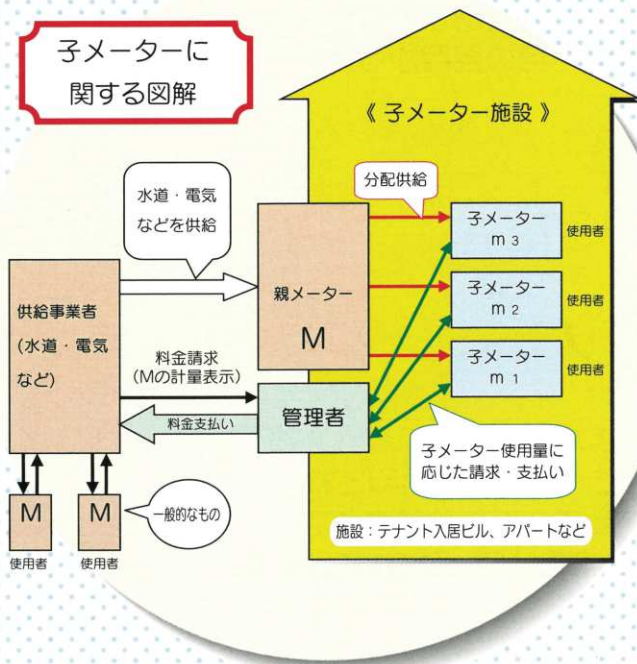 子メーターに
関する図解
《 子メーター施設 》
水道・電気
などを供給
分配供給
子メーター
m 3
使用者
子メーター
m 2
使用者
子メーター
m 1
使用者
親メーター
M
供給事業者
(水道・電気
など)
料金請求
(Mの計量表示)
料金支払い
管理者
子メーター使用量に
応じた請求・支払い
M
M
一般的なもの
使用者
使用者
施設：テナント入居ビル、アパートなど